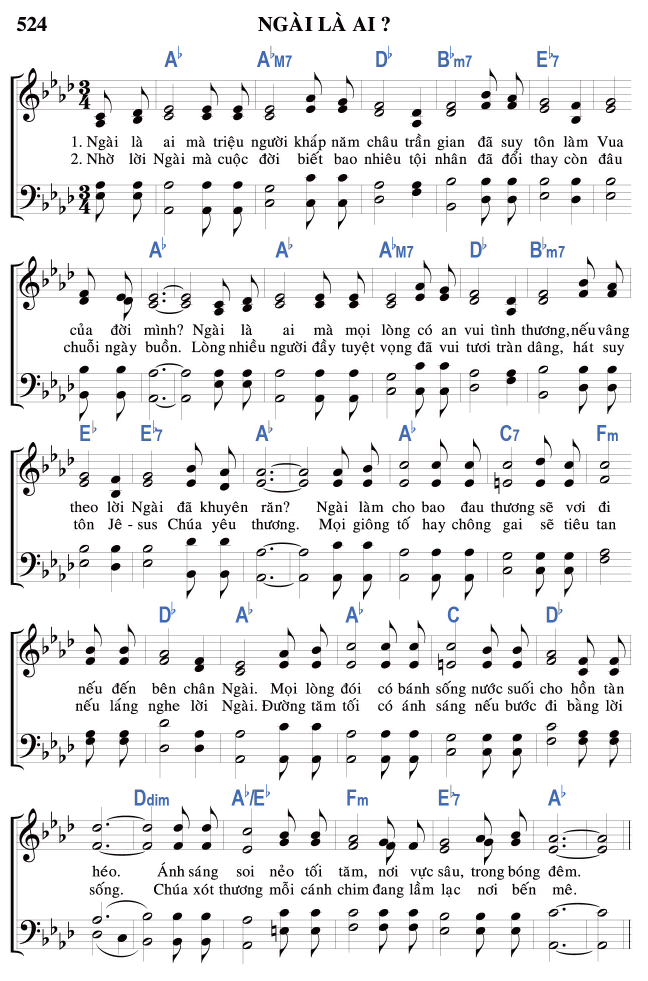 524 NGÀI LÀ AI ?
A♭ A♭M7 D♭ B♭m7 E♭7
3/4
1. Ngài là ai mà triệu người khắp năm châu trần gian đã suy tôn làm Vua
2. Nhờ lời Ngài mà cuộc đời biết bao nhiêu tội nhân đã đổi thay còn đâu
3/4
A♭ A♭ A♭M7 D♭ B♭m7
của đời mình? Ngài là ai mà mọi lòng có an vui tình thương, nếu vâng
chuỗi ngày buồn. Lòng nhiều người đầy tuyệt vọng đã vui tươi tràn dâng, hát suy
E♭ E♭7 A♭ A♭ C7 Fm
theo lời Ngài đã khuyên răn? Ngài làm cho bao đau thương sẽ vơi đi
tôn Jê - sus Chúa yêu thương. Mọi giông tố hay chông gai sẽ tiêu tan
D♭ A♭ A♭ C D♭
nếu đến bên chân Ngài. Mọi lòng đói có bánh sống nước suối cho hồn tàn
nếu lắng nghe lời Ngài. Đường tăm tối có ánh sáng nếu bước đi bằng lời
Ddim A♭/E♭ Fm E♭7 A♭
héo. Ánh sáng soi nẻo tối tăm, nơi vực sâu, trong bóng đêm.
sống. Chúa xót thương mỗi cánh chim đang lầm lạc nơi bến mê.